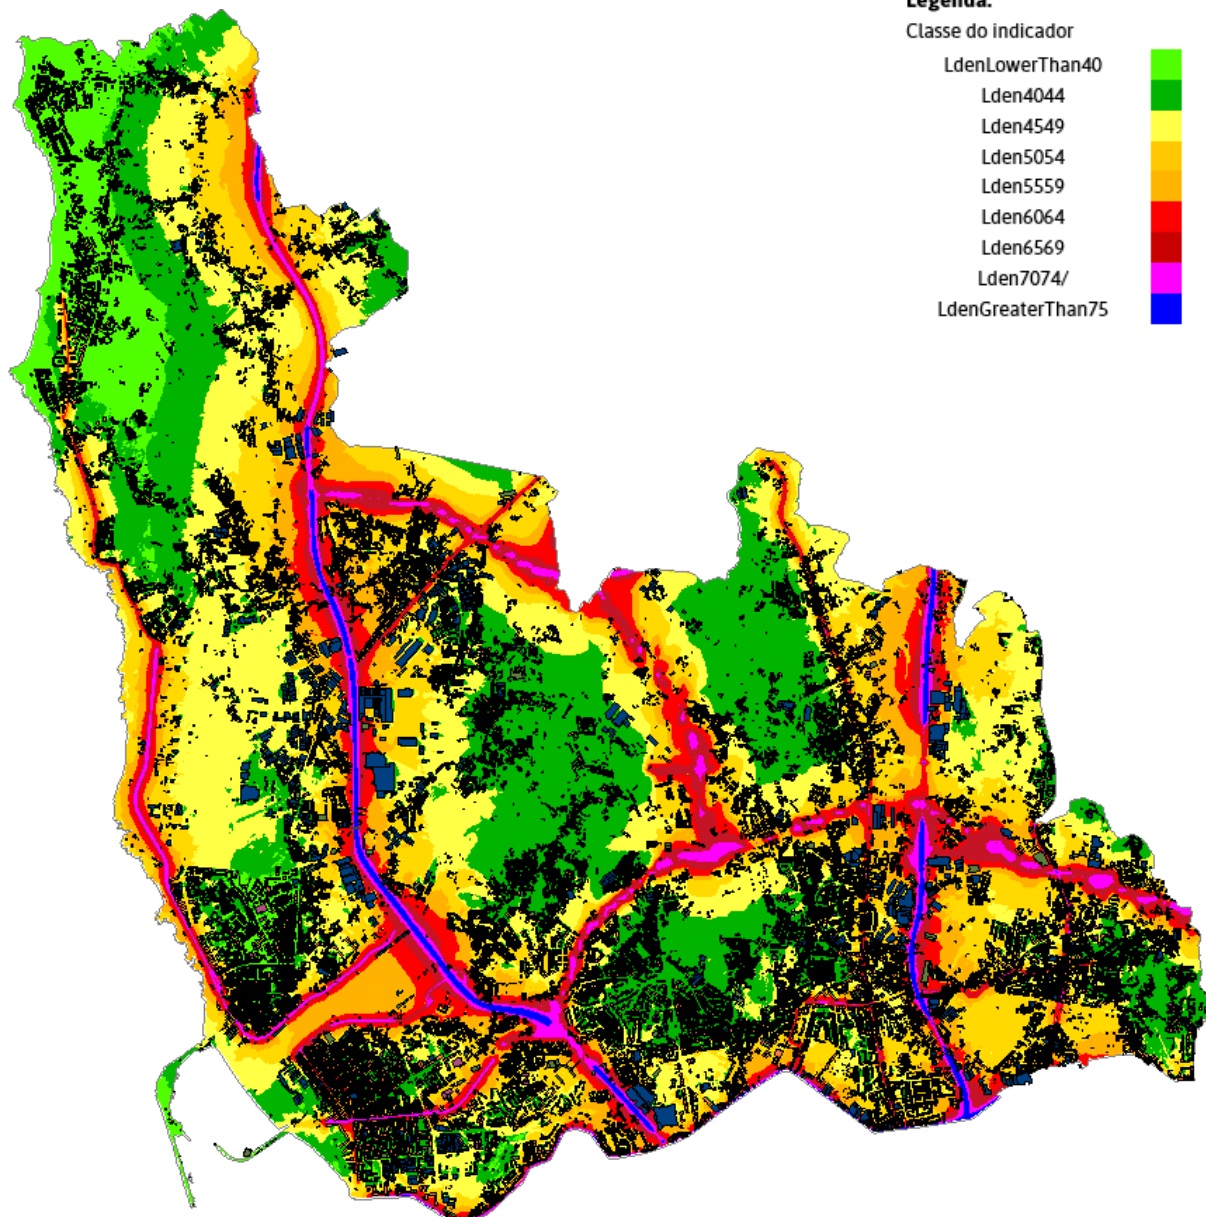 Legenda:
Classe do indicador
LdenLowerThan40
Lden4044
Lden4549
Lden5054
Lden5559
Lden6064
Lden6569
Lden7074/
LdenGreaterThan75